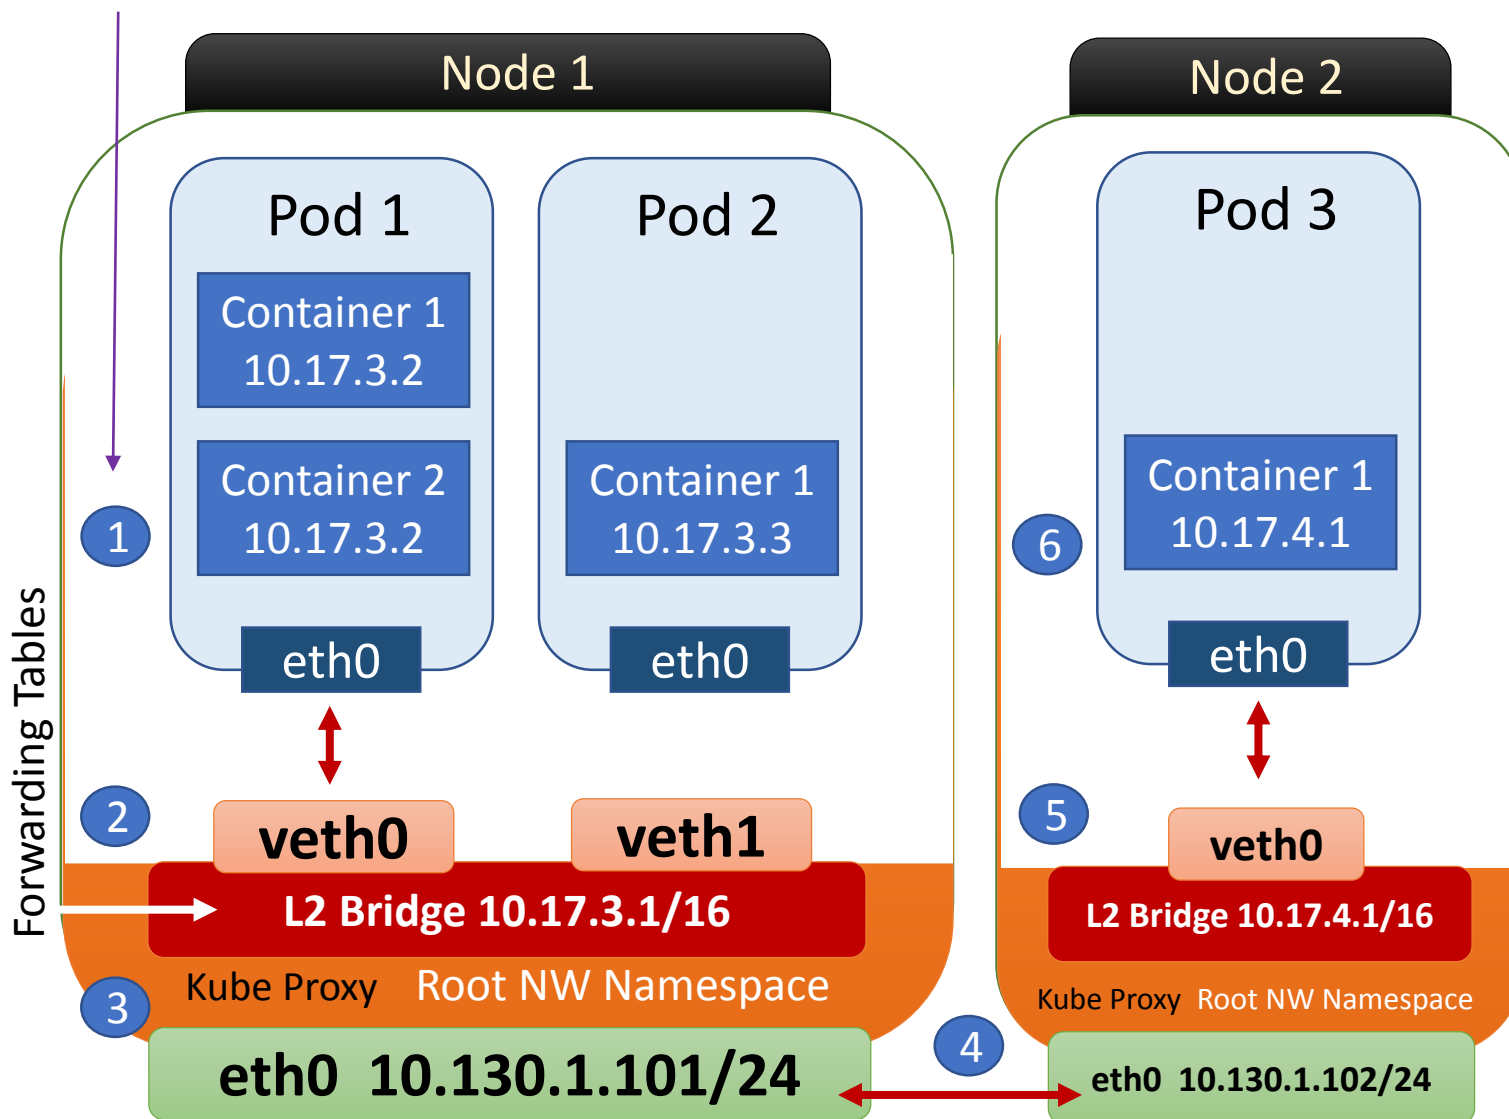 Node 1
Pod 1
Container 1
10.17.3.2
Container 2
10.17.3.2
eth0
Pod 2
Container 1
10.17.3.3
eth0
1
2
3
Forwarding Tables
veth0
veth1
L2 Bridge 10.17.3.1/16
Kube Proxy Root NW Namespace
eth0 10.130.1.101/24
4
Node 2
Pod 3
Container 1
10.17.4.1
eth0
6
5
veth0
L2 Bridge 10.17.4.1/16
Kube Proxy Root NW Namespace
eth0 10.130.1.102/24